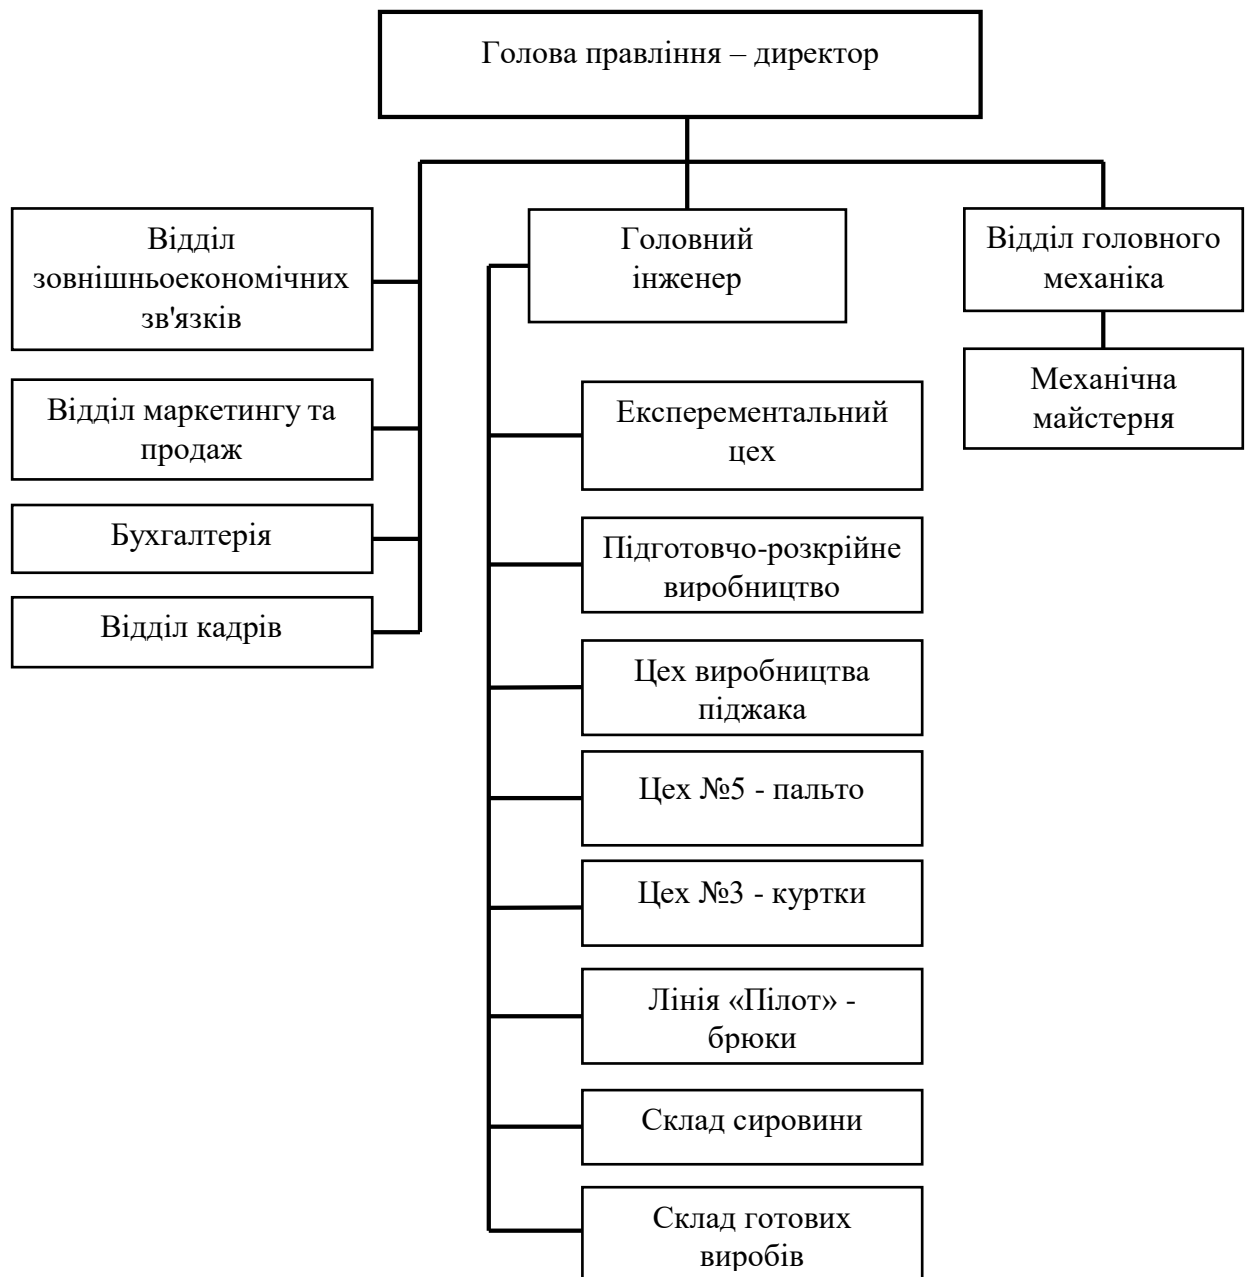 Голова правління – директор
Відділ
зовнішньоекономічних
зв'язків
Відділ маркетингу та
продаж
Бухгалтерія
Відділ кадрів
Головний
інженер
Експерементальний
цех
Підготовчо-розкрійне
виробництво
Цех виробництва
піджака
Цех №5 - пальто
Цех №3 - куртки
Лінія «Пілот» -
брюки
Склад сировини
Склад готових
виробів
Відділ головного
механіка
Механічна
майстерня